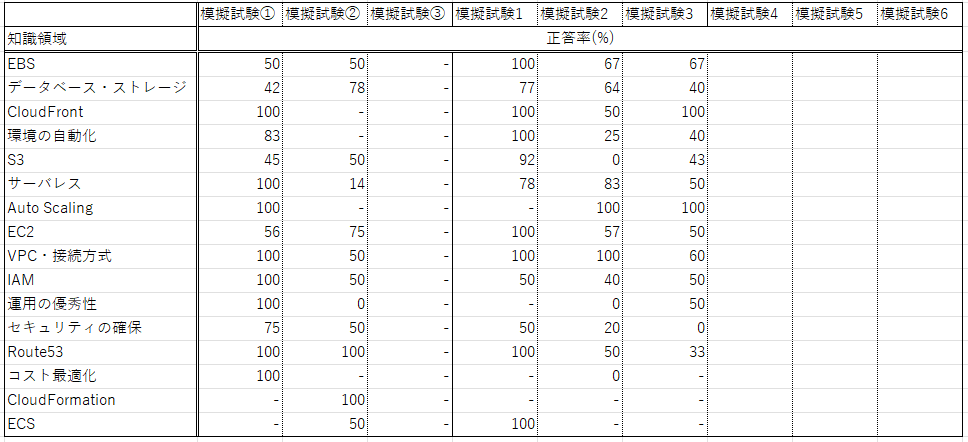 模擬試験① 模擬試験② 模擬試験③ 模擬試験1 模擬試験2 模擬試験3 模擬試験4 模擬試験5 模擬試験6
知識領域 正答率(%)
EBS 50 50 - 100 67 67
データベース・ストレージ 42 78 - 77 64 40
CloudFront 100 - - 100 50 100
環境の自動化 83 - - 100 25 40
S3 45 50 - 92 0 43
サーバレス 100 14 - 78 83 50
Auto Scaling 100 - - - 100 100
EC2 56 75 - 100 57 50
VPC・接続方式 100 50 - 100 100 60
IAM 100 50 - 50 40 50
運用の優秀性 100 0 - - 0 50
セキュリティの確保 75 50 - 50 20 0
Route53 100 100 - 100 50 33
コスト最適化 100 - - 0 -
CloudFormation - 100 - - - -
ECS - 50 - 100 - -